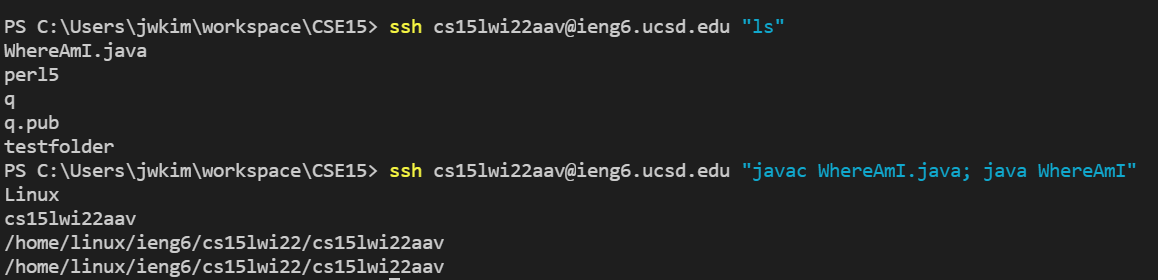 PS C:\Users\jwkim\workspace\CSE15> ssh cs15lwi22aav@ieng6.ucsd.edu "ls"
WhereAmI.java
perl5
q
q.pub
testfolder
PS C:\Users\jwkim\workspace\CSE15> ssh cs15lwi22aav@ieng6.ucsd.edu "javac WhereAmI.java; java WhereAmI"
Linux
cs15lwi22aav
/home/linux/ieng6/cs15lwi22/cs15lwi22aav
/home/linux/ieng6/cs15lwi22/cs15lwi22aav